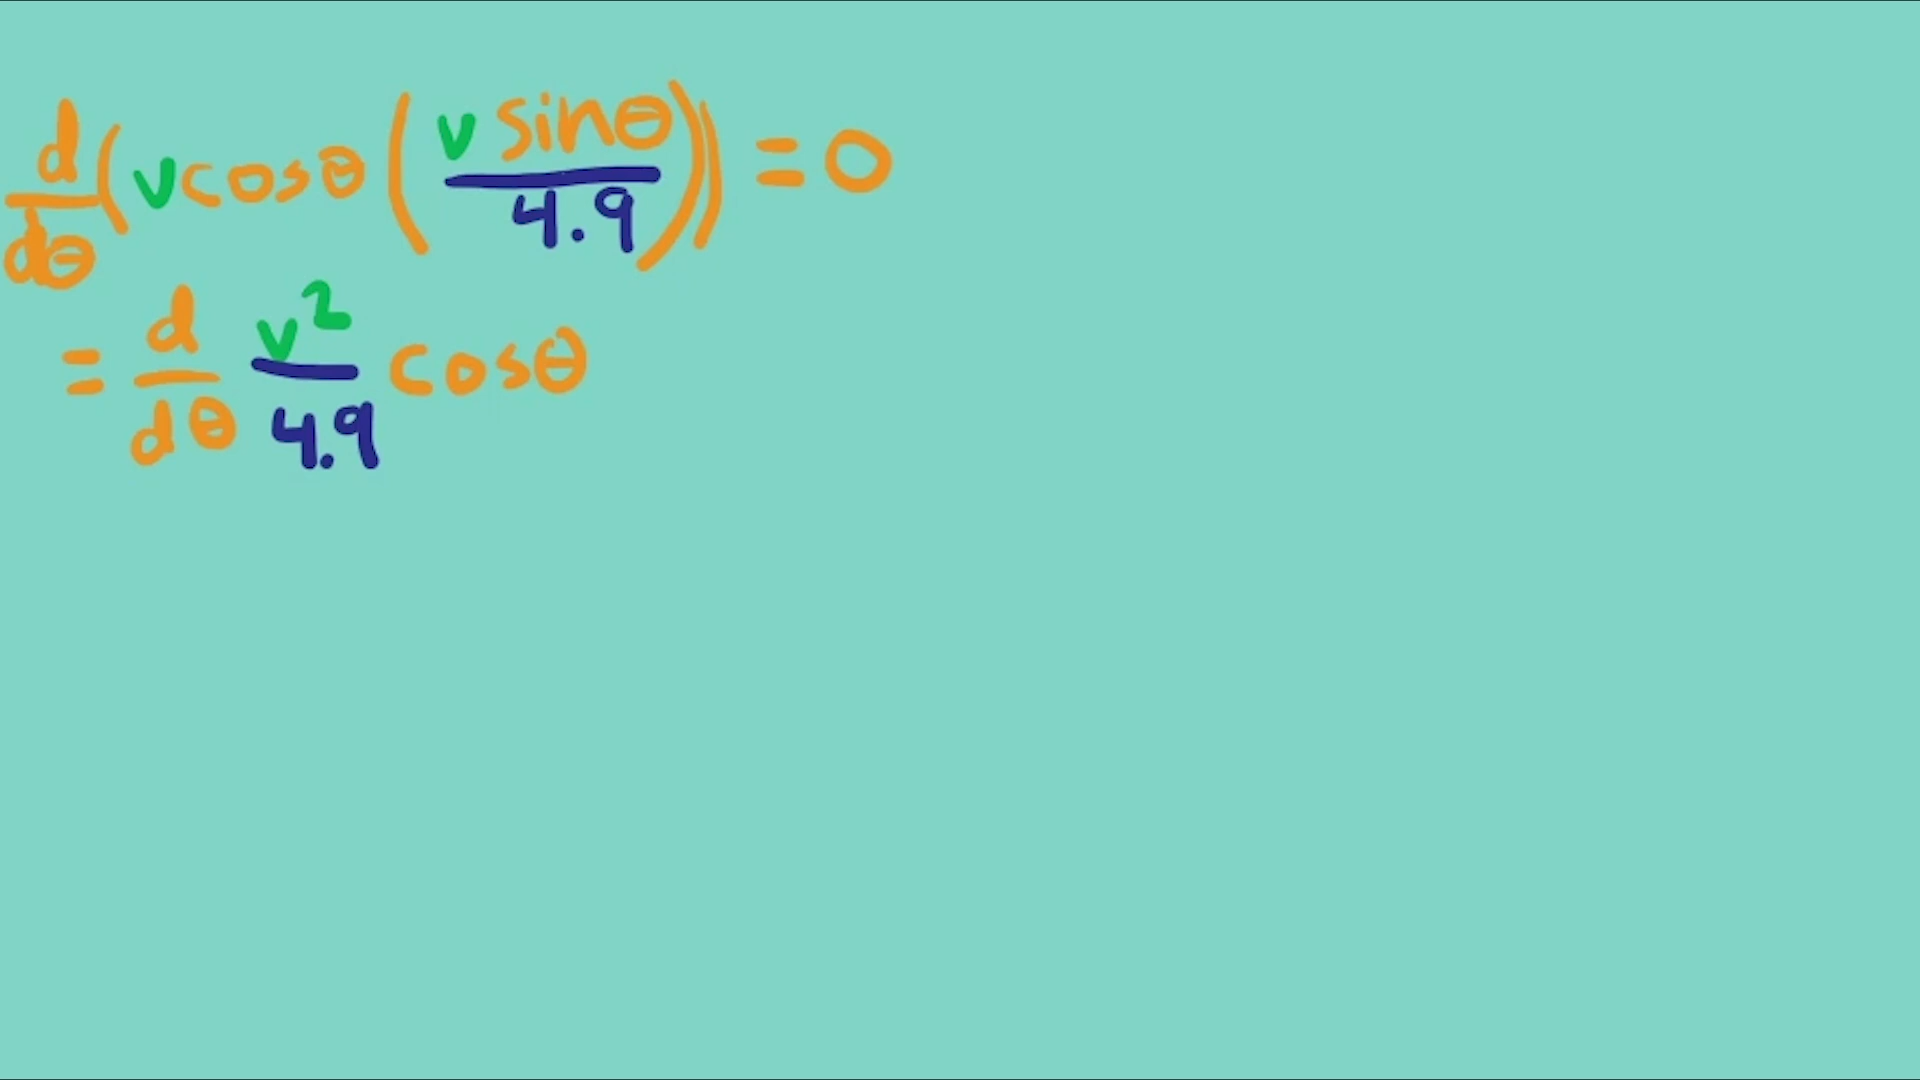 d/dθ (v cosθ (v sinθ / 4.9)) = 0
= d/dθ v²/4.9 cosθ